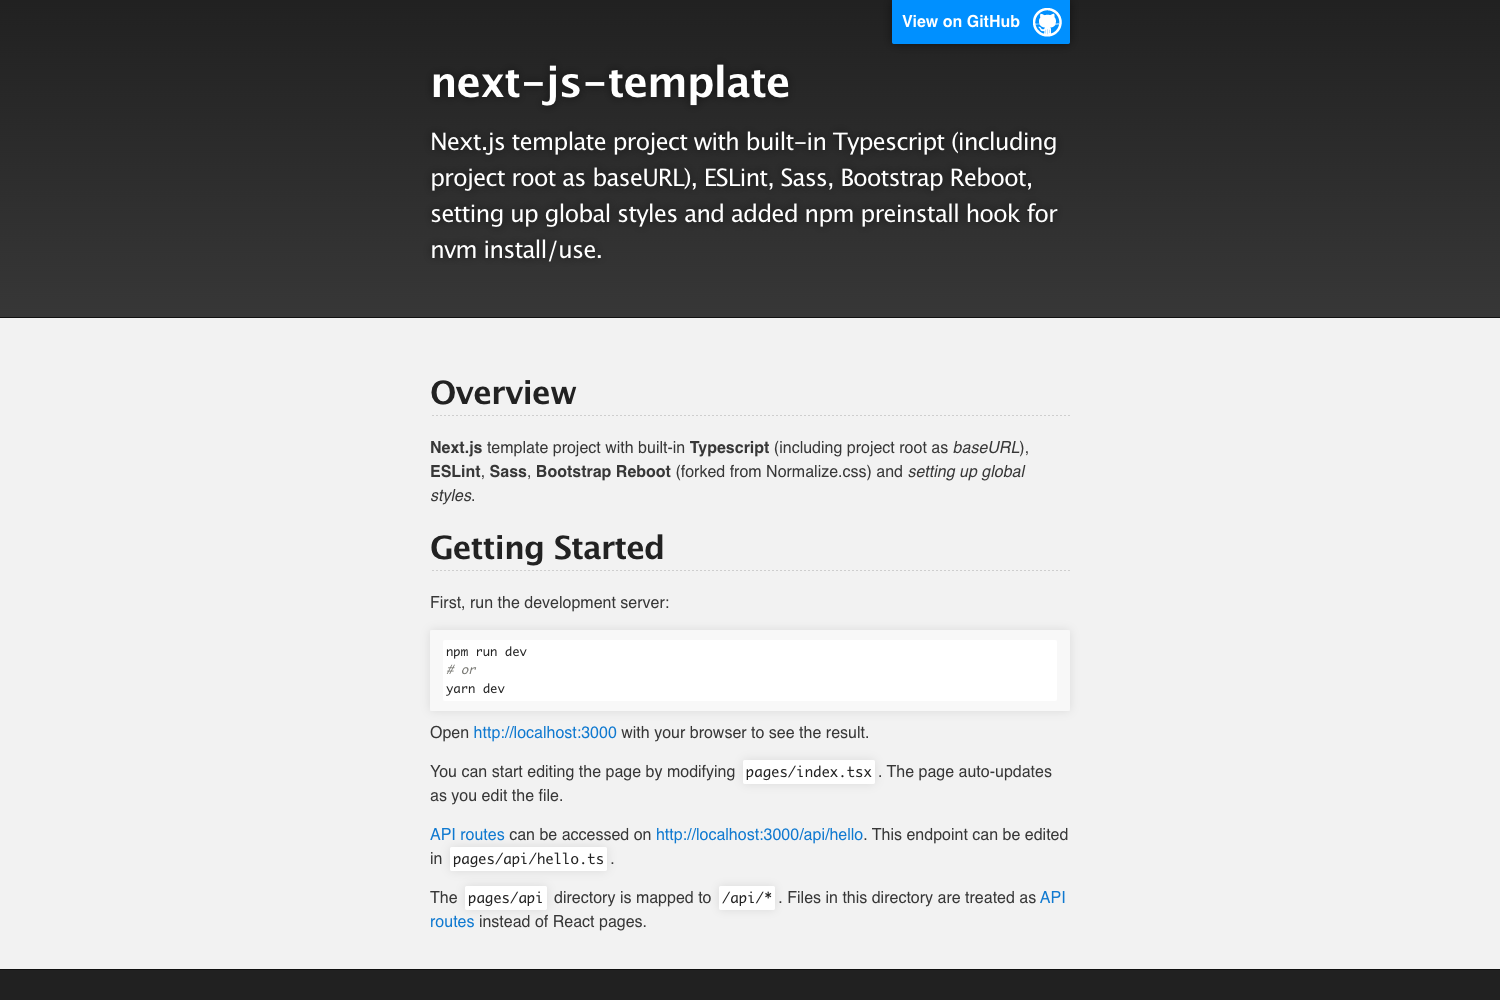 View on GitHub
next-js-template
Next.js template project with built-in Typescript (including
project root as baseURL), ESLint, Sass, Bootstrap Reboot,
setting up global styles and added npm preinstall hook for
nvm install/use.
Overview
Next.js template project with built-in Typescript (including project root as baseURL),
ESLint, Sass, Bootstrap Reboot (forked from Normalize.css) and setting up global
styles.
Getting Started
First, run the development server:
npm run dev
# or
yarn dev
Open http://localhost:3000 with your browser to see the result.
You can start editing the page by modifying pages/index.tsx. The page auto-updates
as you edit the file.
API routes can be accessed on http://localhost:3000/api/hello. This endpoint can be edited
in pages/api/hello.ts.
The pages/api directory is mapped to /api/*. Files in this directory are treated as API
routes instead of React pages.